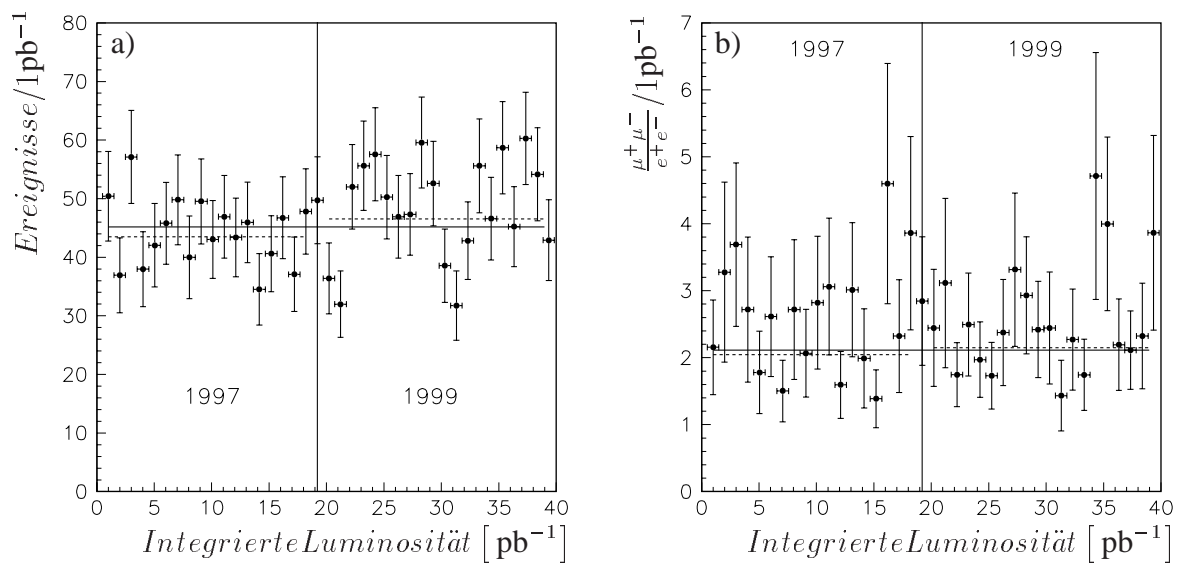 a)
Ereignisse/1pb⁻¹
80
70
60
50
40
30
20
10
0
1997
1999
0 5 10 15 20 25 30 35 40
IntegrierteLuminosität [ pb⁻¹]
b)
μ⁺μ⁻/e⁺e⁻ /1pb⁻¹
7
6
5
4
3
2
1
0
1997
1999
0 5 10 15 20 25 30 35 40
IntegrierteLuminosität [ pb⁻¹]